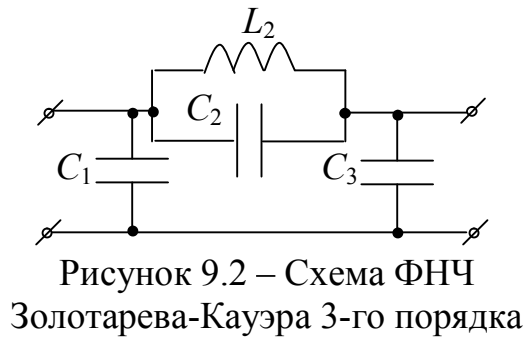 L₂
C₂
C₁
C₃
Рисунок 9.2 – Схема ФНЧ
Золотарева-Кауэра 3-го порядка